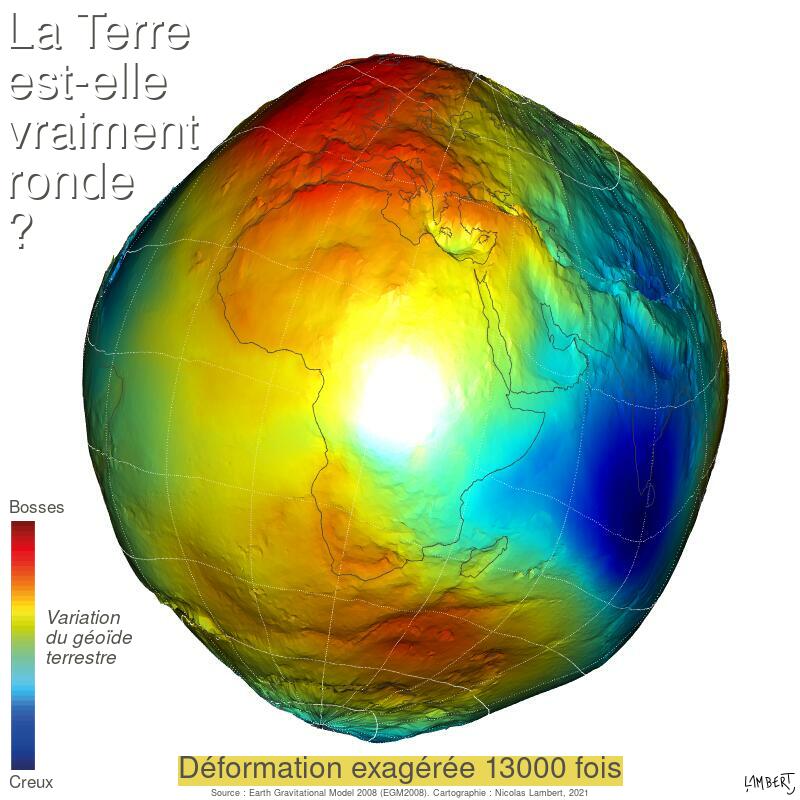 La Terre
est-elle
vraiment
ronde
?
Bosses
Variation
du géoïde
terrestre
Creux
Déformation exagérée 13000 fois
Source : Earth Gravitational Model 2008 (EGM2008). Cartographie : Nicolas Lambert, 2021
LAMBERT